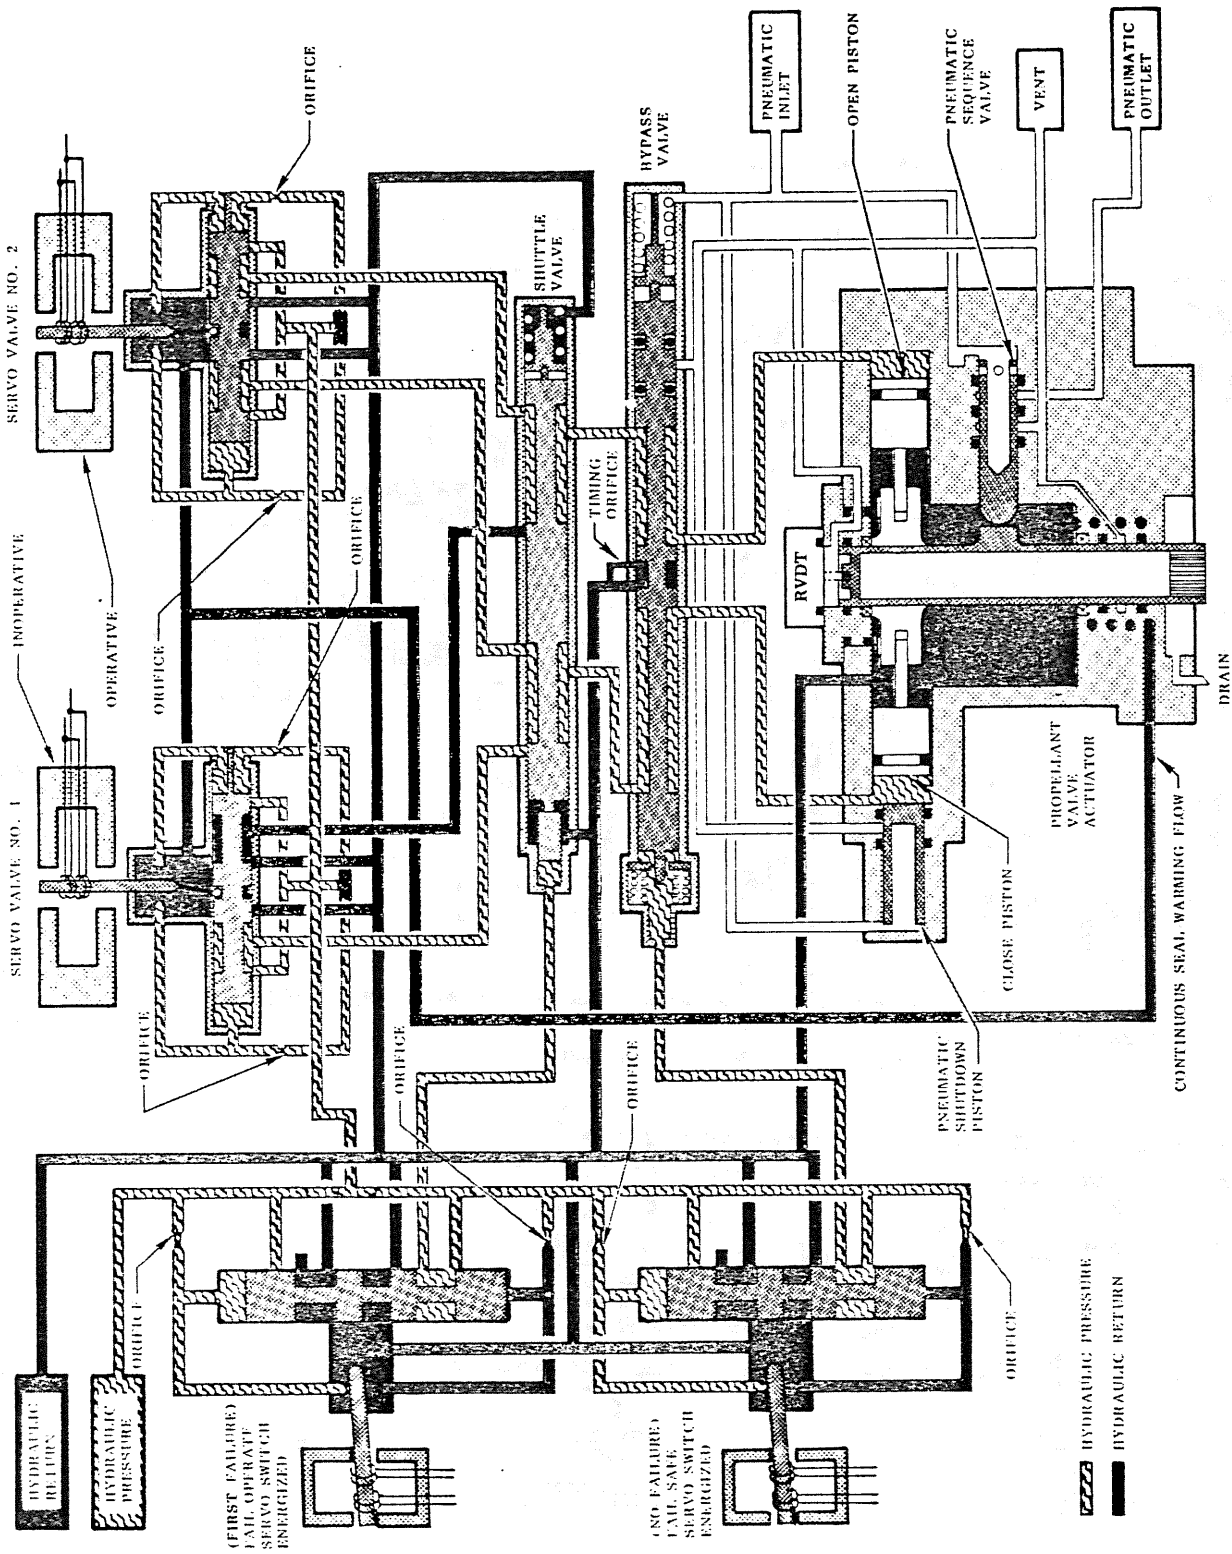 SERVO VALVE NO. 1
INOPERATIVE
SERVO VALVE NO. 2
OPERATIVE
ORIFICE
ORIFICE
ORIFICE
ORIFICE
SHUTTLE
VALVE
BYPASS
VALVE
TIMING
ORIFICE
PNEUMATIC
INLET
OPEN PISTON
PNEUMATIC
SEQUENCE
VALVE
VENT
PNEUMATIC
OUTLET
RVDT
PROPELLANT
VALVE
ACTUATOR
DRAIN
CLOSE PISTON
PNEUMATIC
SHUTDOWN
PISTON
CONTINUOUS SEAL WARMING FLOW
HYDRAULIC
RETURN
HYDRAULIC
PRESSURE
ORIFICE
ORIFICE
ORIFICE
ORIFICE
(FIRST FAILURE)
FAIL OPERATE
SERVO SWITCH
ENERGIZED
(NO FAILURE)
FAIL SAFE
SERVO SWITCH
ENERGIZED
HYDRAULIC PRESSURE
HYDRAULIC RETURN